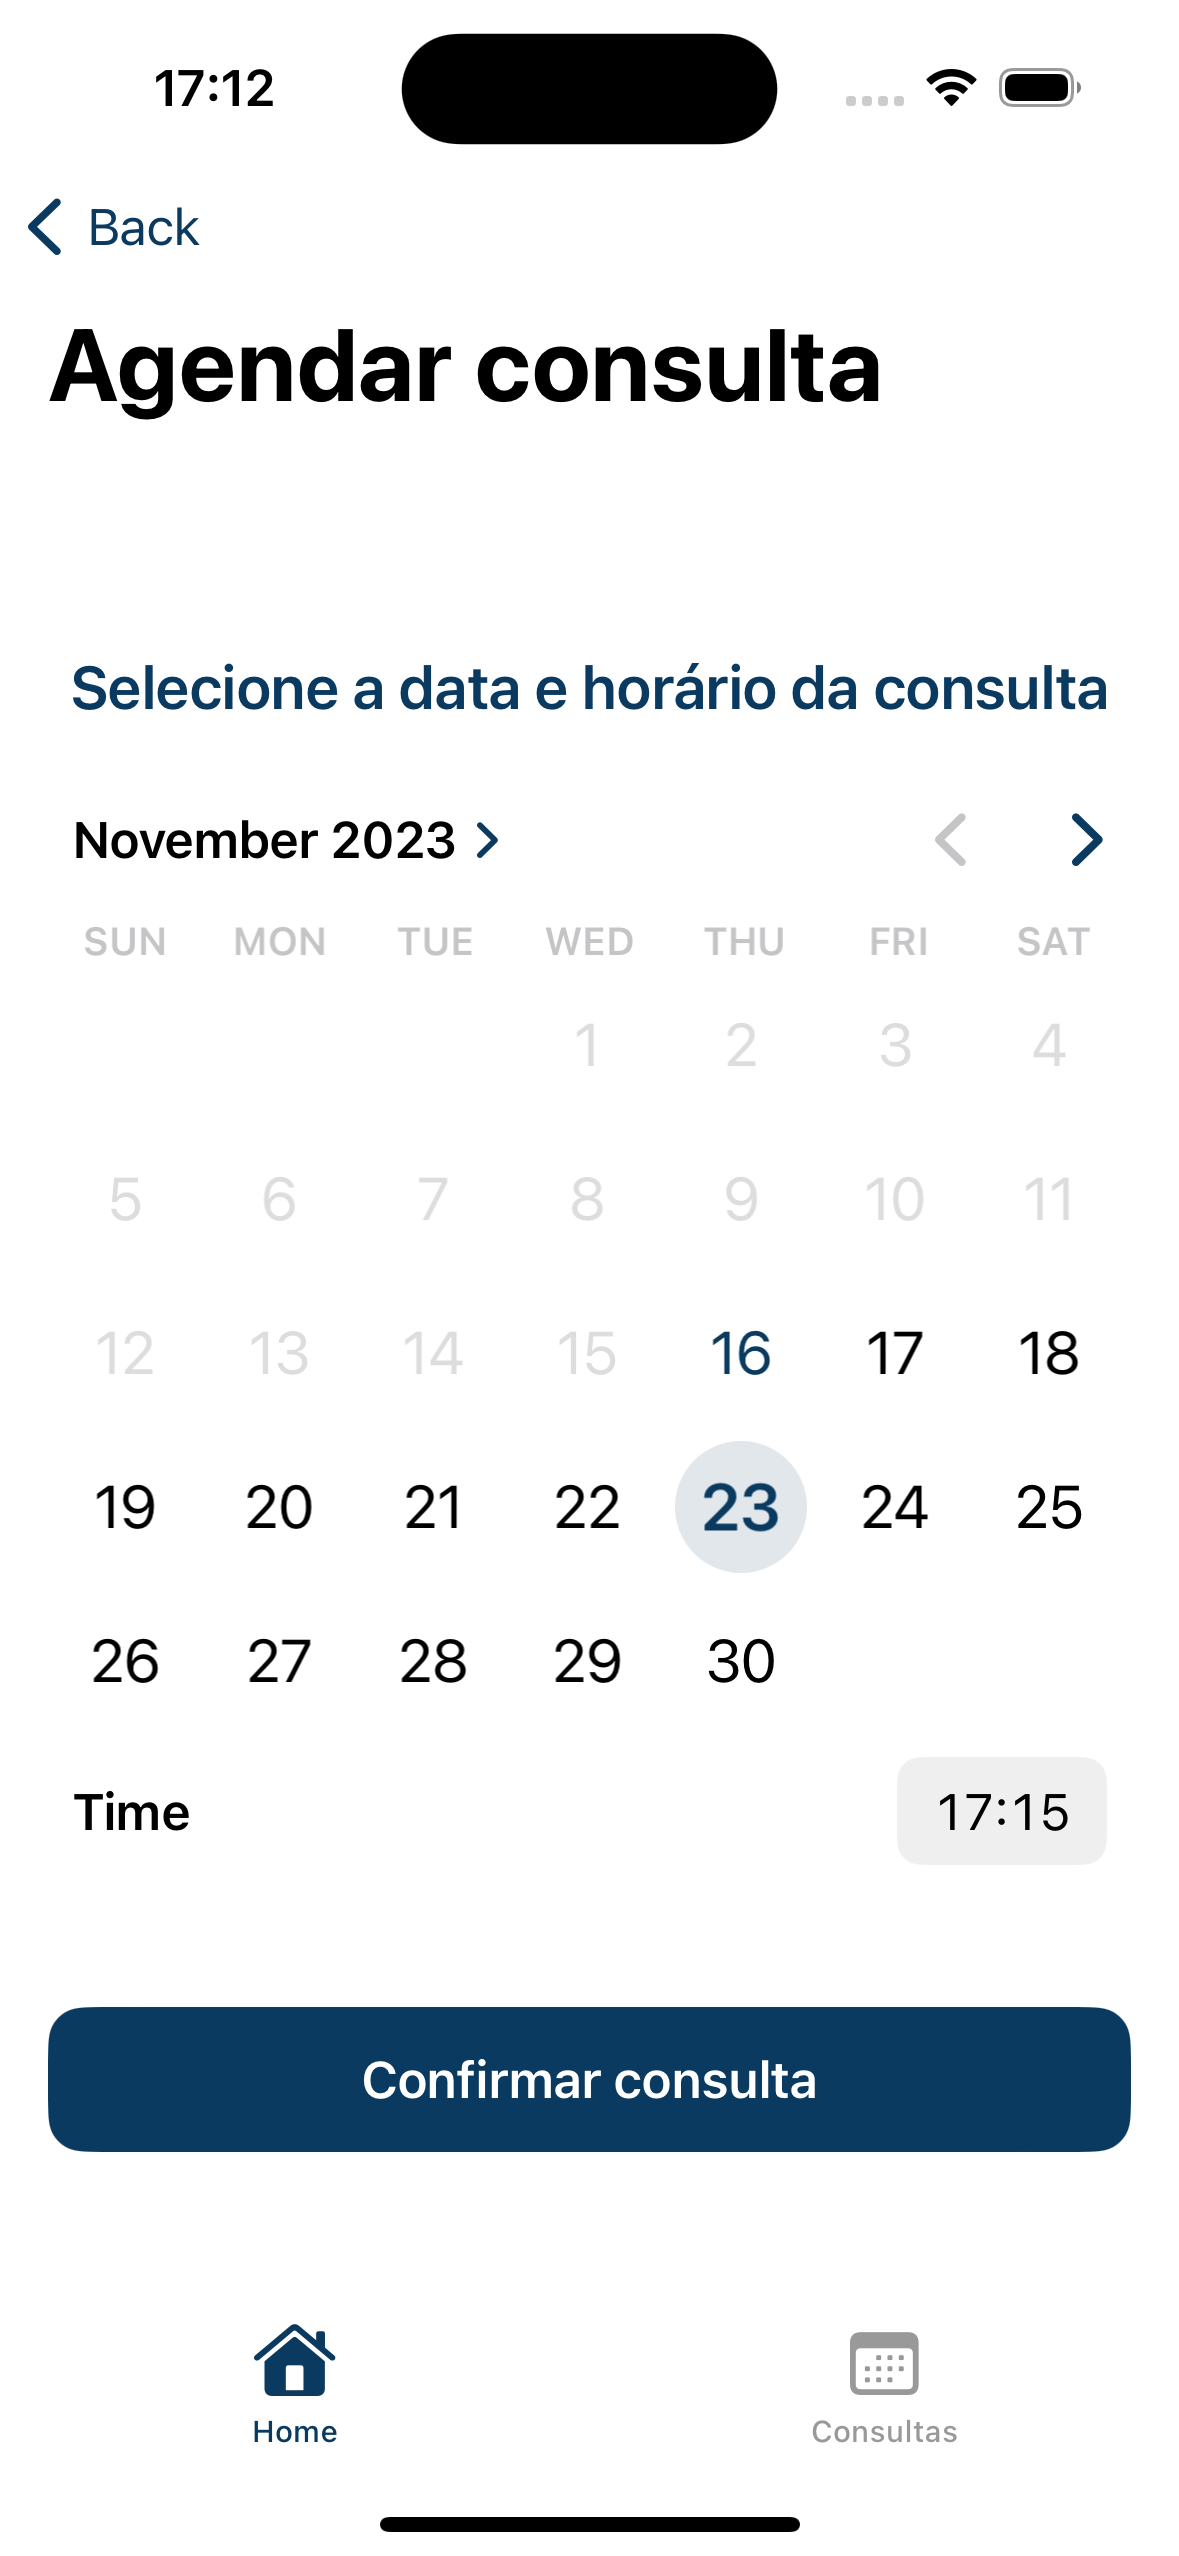 17:12
Back
Agendar consulta
Selecione a data e horário da consulta
November 2023
SUN MON TUE WED THU FRI SAT
1 2 3 4
5 6 7 8 9 10 11
12 13 14 15 16 17 18
19 20 21 22 23 24 25
26 27 28 29 30
Time 17:15
Confirmar consulta
Home Consultas